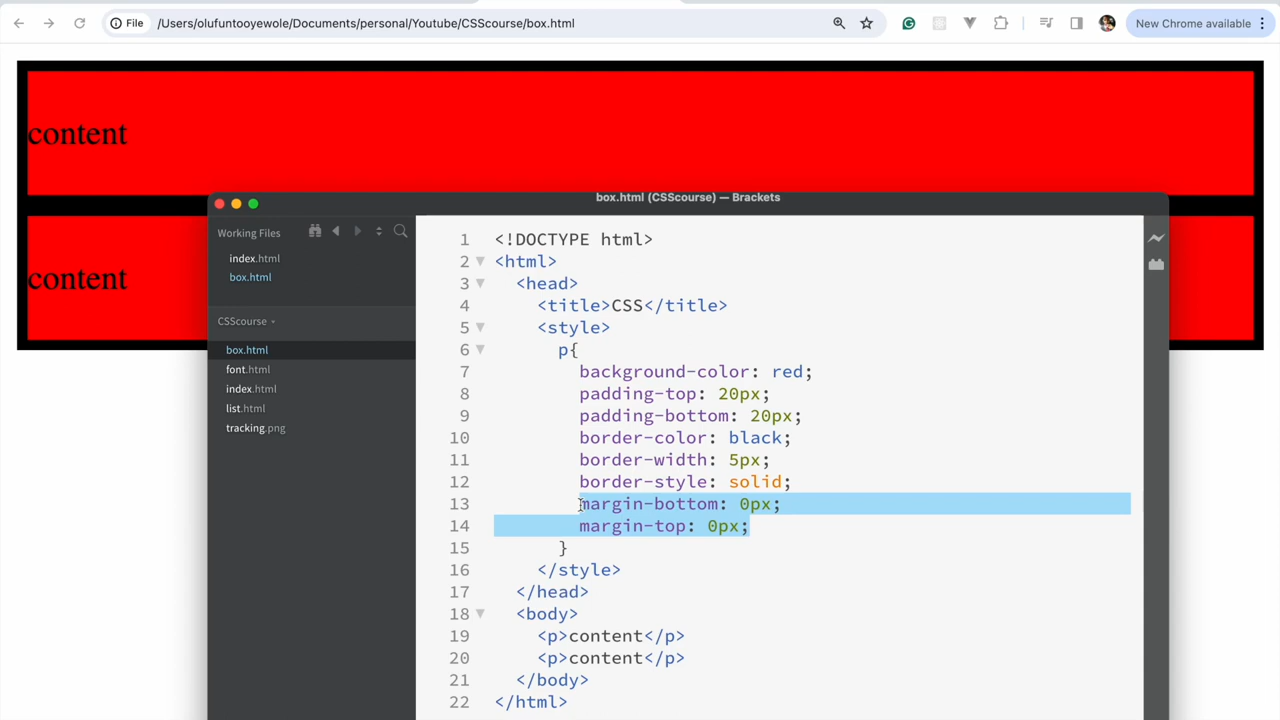 File
/Users/olufuntooyewole/Documents/personal/Youtube/CSScourse/box.html
New Chrome available
content
content
box.html (CSScourse) — Brackets
Working Files
index.html
box.html
CSScourse
box.html
font.html
index.html
list.html
tracking.png
1 <!DOCTYPE html>
2 <html>
3 <head>
4 <title>CSS</title>
5 <style>
6 p{
7 background-color: red;
8 padding-top: 20px;
9 padding-bottom: 20px;
10 border-color: black;
11 border-width: 5px;
12 border-style: solid;
13 margin-bottom: 0px;
14 margin-top: 0px;
15 }
16 </style>
17 </head>
18 <body>
19 <p>content</p>
20 <p>content</p>
21 </body>
22 </html>